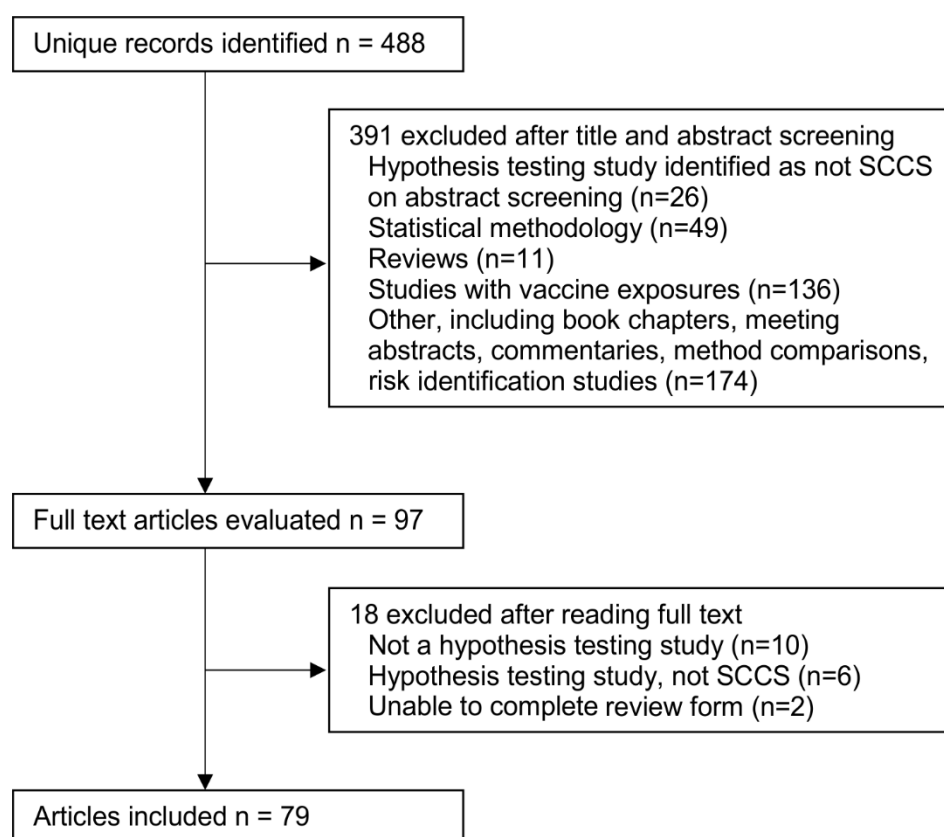 Unique records identified n = 488
391 excluded after title and abstract screening
Hypothesis testing study identified as not SCCS
on abstract screening (n=26)
Statistical methodology (n=49)
Reviews (n=11)
Studies with vaccine exposures (n=136)
Other, including book chapters, meeting
abstracts, commentaries, method comparisons,
risk identification studies (n=174)
Full text articles evaluated n = 97
18 excluded after reading full text
Not a hypothesis testing study (n=10)
Hypothesis testing study, not SCCS (n=6)
Unable to complete review form (n=2)
Articles included n = 79